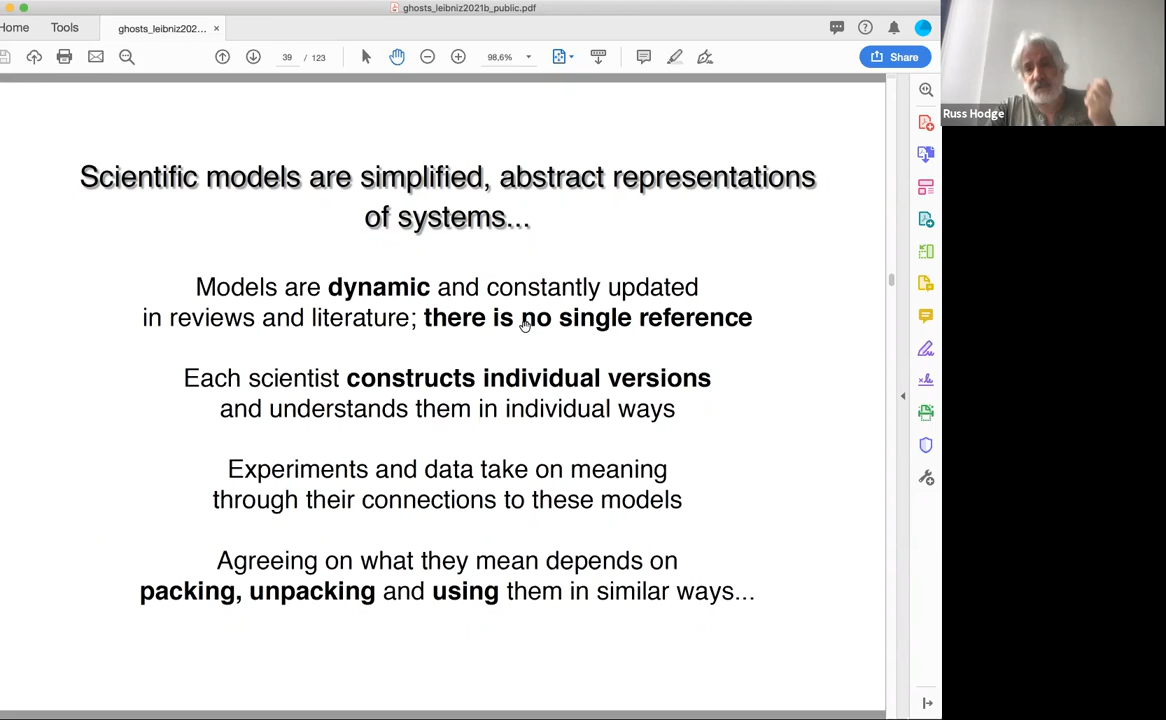 ghosts_leibniz2021b_public.pdf
Home
Tools
ghosts_leibniz202...
×
39 / 123
98,6%
Share
Russ Hodge
Scientific models are simplified, abstract representations
of systems...
Models are dynamic and constantly updated
in reviews and literature; there is no single reference
Each scientist constructs individual versions
and understands them in individual ways
Experiments and data take on meaning
through their connections to these models
Agreeing on what they mean depends on
packing, unpacking and using them in similar ways...